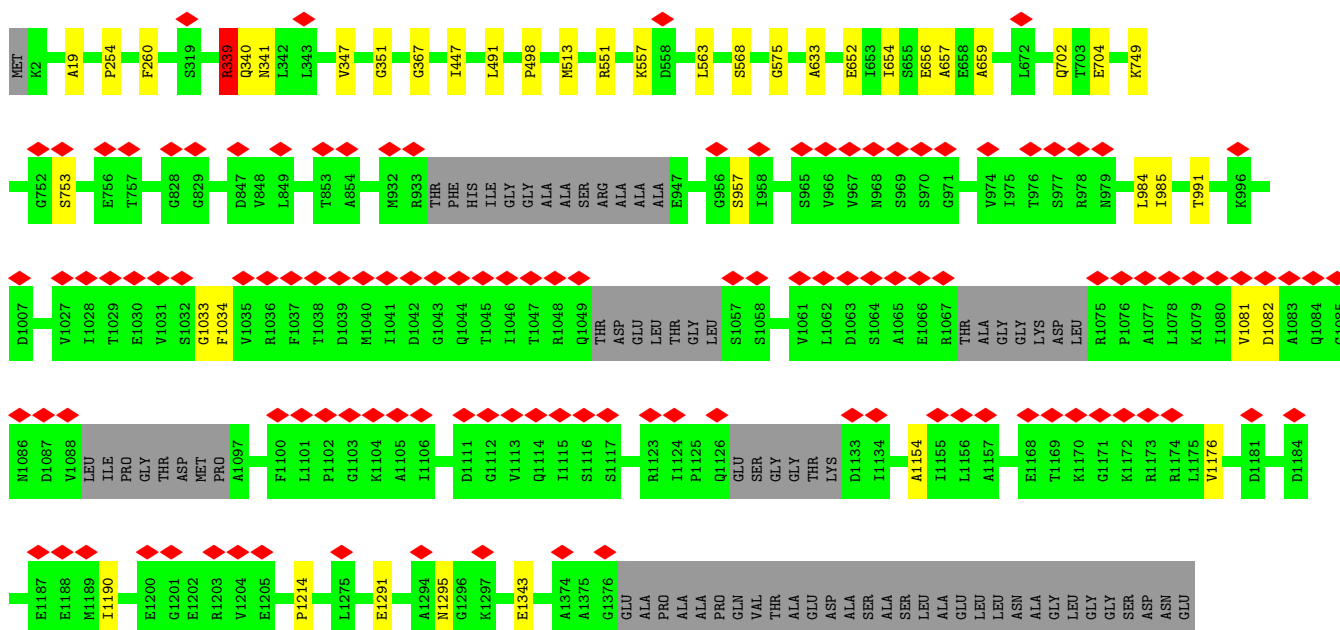 MET K2 A19 P254 F260 S319 R339 Q340 N341 L342 L343 V347 G351 G367 I447 L491 P498 M513 R551 K557 D558 L563 S568 G575 A633 E652 I653 I654 S655 E656 A657 E658 A659 L672 Q702 T703 E704 K749
G752 S753 E756 T757 G828 G829 D847 V848 L849 T853 A854 M932 R933 THR PHE HIS ILE GLY GLY ALA ALA SER ARG ALA ALA ALA E947 G956 S957 I958 S965 V966 V967 N968 S969 S970 G971 V974 I975 T976 S977 R978 N979 L984 I985 T991 K996
D1007 V1027 I1028 T1029 E1030 V1031 S1032 G1033 F1034 V1035 R1036 F1037 T1038 D1039 M1040 I1041 D1042 G1043 Q1044 T1045 I1046 T1047 R1048 Q1049 THR ASP GLU LEU THR GLY LEU S1057 S1058 V1061 L1062 D1063 S1064 A1065 E1066 R1067 THR ALA GLY GLY LYS ASP LEU R1075 P1076 A1077 L1078 K1079 I1080 V1081 D1082 A1083 Q1084 G1085
N1086 D1087 V1088 LEU ILE PRO GLY THR ASP MET PRO A1097 F1100 L1101 P1102 G1103 K1104 A1105 I1106 D1111 G1112 V1113 Q1114 I1115 S1116 S1117 R1123 I1124 P1125 Q1126 GLU SER GLY GLY THR LYS D1133 I1134 A1154 I1155 L1156 A1157 E1168 T1169 K1170 G1171 K1172 R1173 R1174 L1175 V1176 D1181 D1184
E1187 E1188 M1189 I1190 E1200 G1201 E1202 R1203 V1204 E1205 P1214 L1275 E1291 A1294 N1295 G1296 K1297 E1343 A1374 A1375 G1376 GLU ALA PRO ALA ALA PRO GLN VAL THR ALA GLU ASP ALA SER ALA SER LEU ALA GLU LEU LEU ASN ALA GLY LEU GLY GLY SER ASP ASN GLU